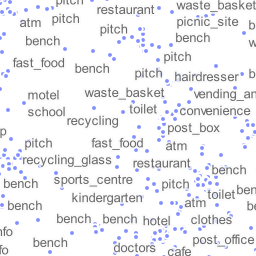 pitch
restaurant
waste_basket
atm
pitch
pitch
picnic_site
bench
bench
pitch
fast_food
bench
pitch
hairdresser
motel
waste_basket
vending_an
school
toilet
convenience
recycling
post_box
pitch
fast_food
atm
recycling_glass
restaurant
bench
bench
sports_centre
pitch
toilet
kindergarten
atm
bench
bench
bench
hotel
clothes
bench
doctors
cafe
post_office